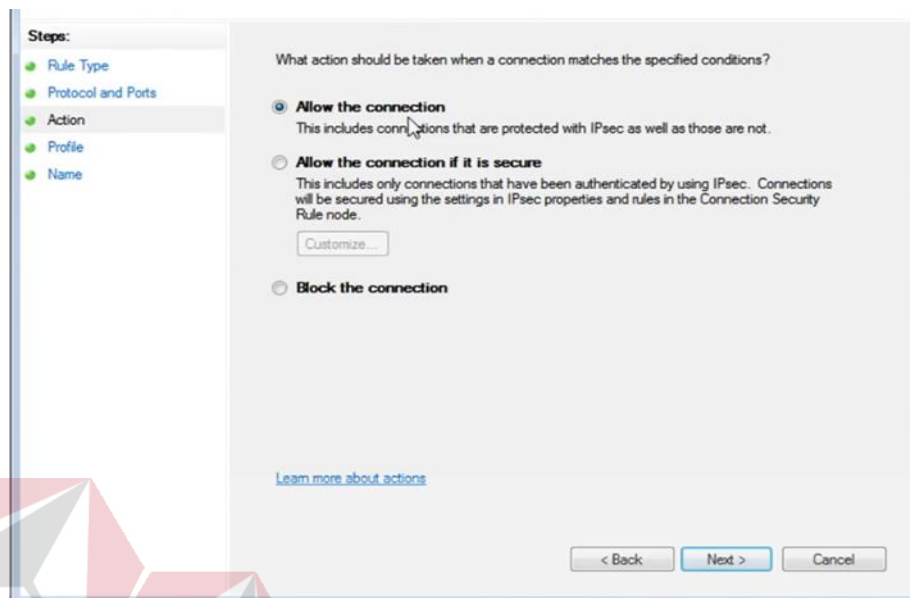 Steps:
Rule Type
Protocol and Ports
Action
Profile
Name
What action should be taken when a connection matches the specified conditions?
Allow the connection
This includes connections that are protected with IPsec as well as those are not.
Allow the connection if it is secure
This includes only connections that have been authenticated by using IPsec. Connections
will be secured using the settings in IPsec properties and rules in the Connection Security
Rule node.
Customize...
Block the connection
Learn more about actions
< Back
Next >
Cancel